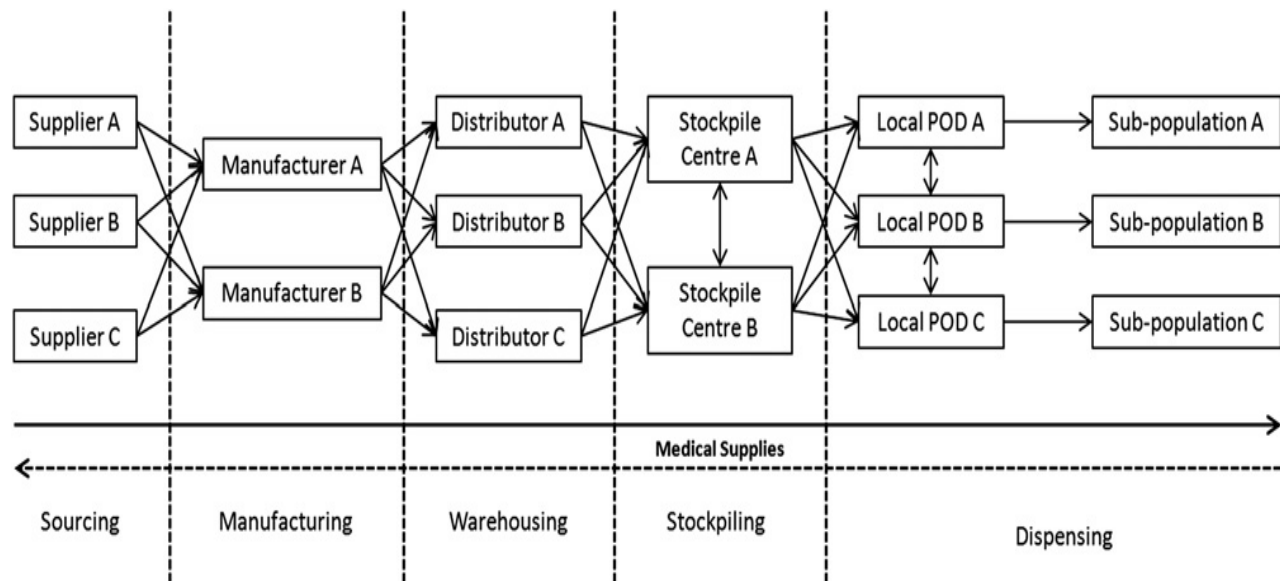 Supplier A
Supplier B
Supplier C
Manufacturer A
Manufacturer B
Distributor A
Distributor B
Distributor C
Stockpile
Centre A
Stockpile
Centre B
Local POD A
Local POD B
Local POD C
Sub-population A
Sub-population B
Sub-population C
Medical Supplies
Sourcing
Manufacturing
Warehousing
Stockpiling
Dispensing